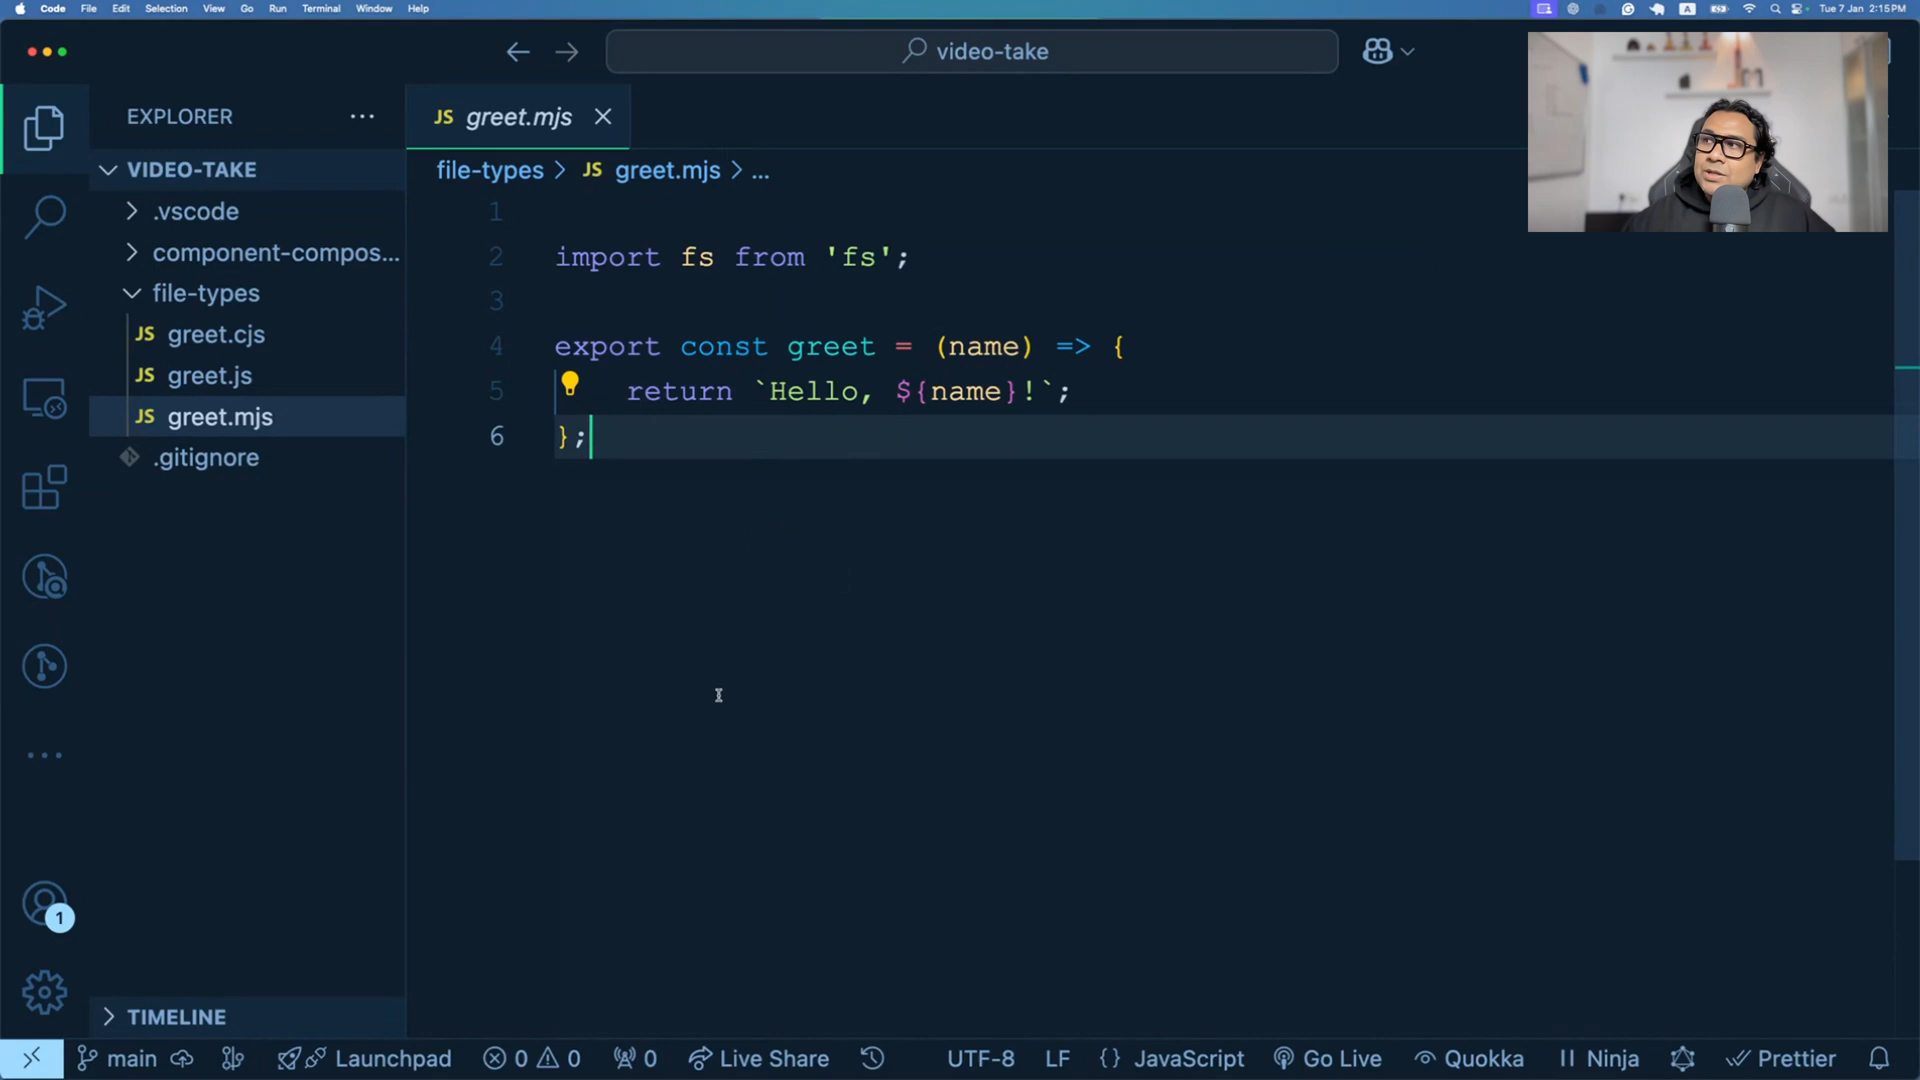 Code File Edit Selection View Go Run Terminal Window Help
A
Tue 7 Jan 2:15PM
video-take
EXPLORER
JS greet.mjs
VIDEO-TAKE
file-types > JS greet.mjs > ...
.vscode
component-compos...
file-types
JS greet.cjs
JS greet.js
JS greet.mjs
.gitignore
1
2 import fs from 'fs';
3
4 export const greet = (name) => {
5 return `Hello, ${name}!`;
6 };
1
TIMELINE
main Launchpad 0 0 0 Live Share UTF-8 LF {} JavaScript Go Live Quokka Ninja Prettier